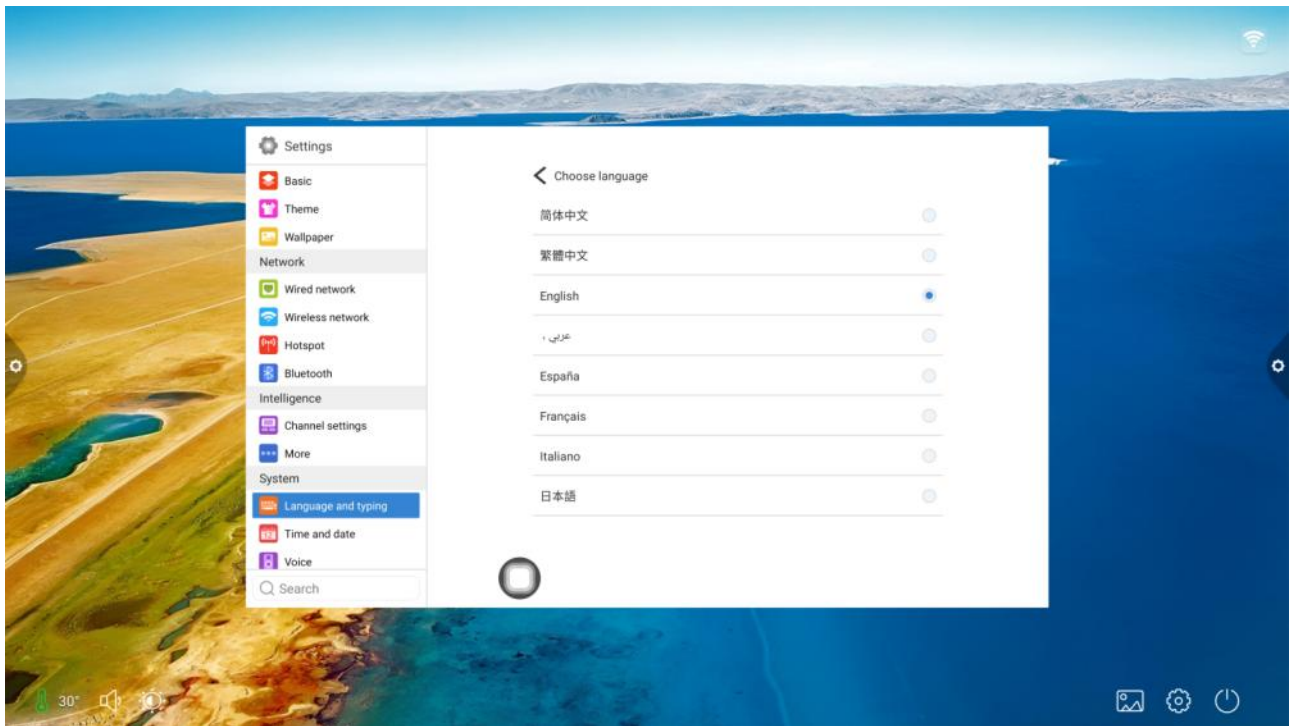 Settings
Basic
Theme
Wallpaper
Network
Wired network
Wireless network
Hotspot
Bluetooth
Intelligence
Channel settings
More
System
Language and typing
Time and date
Voice
Search
Choose language
简体中文
繁體中文
English
عربي ،
España
Français
Italiano
日本語
30°